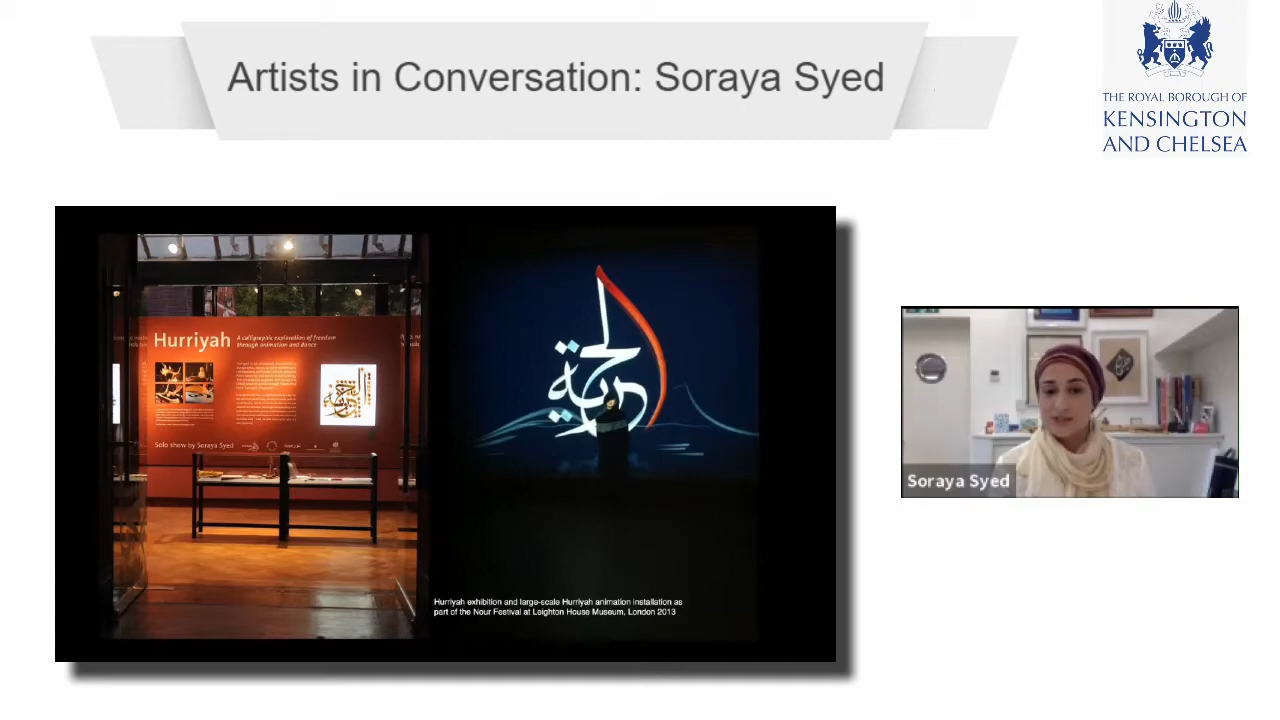 Artists in Conversation: Soraya Syed
THE ROYAL BOROUGH OF
KENSINGTON
AND CHELSEA
Hurriyah
A calligraphic exploration of freedom
through animation and dance
Solo show by Soraya Syed
الحرية
Hurriyah exhibition and large-scale Hurriyah animation installation as
part of the Nour Festival at Leighton House Museum, London 2013
Soraya Syed